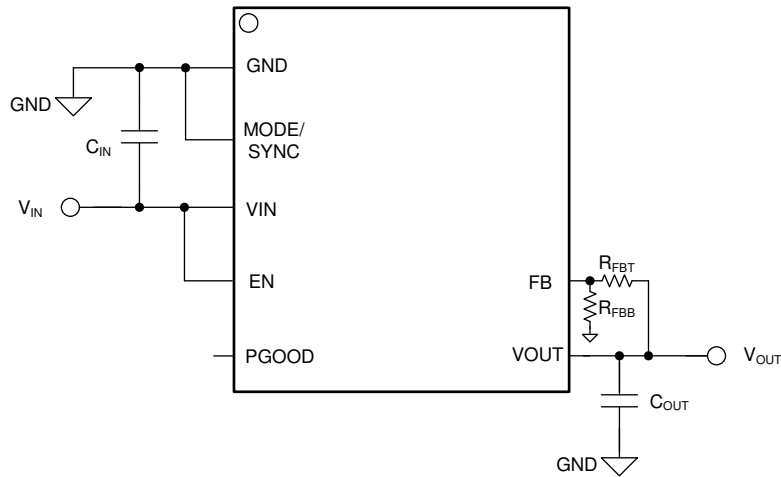 GND
GND
MODE/
SYNC
C_IN
V_IN
VIN
EN
FB
R_FBT
R_FBB
PGOOD
VOUT
V_OUT
C_OUT
GND